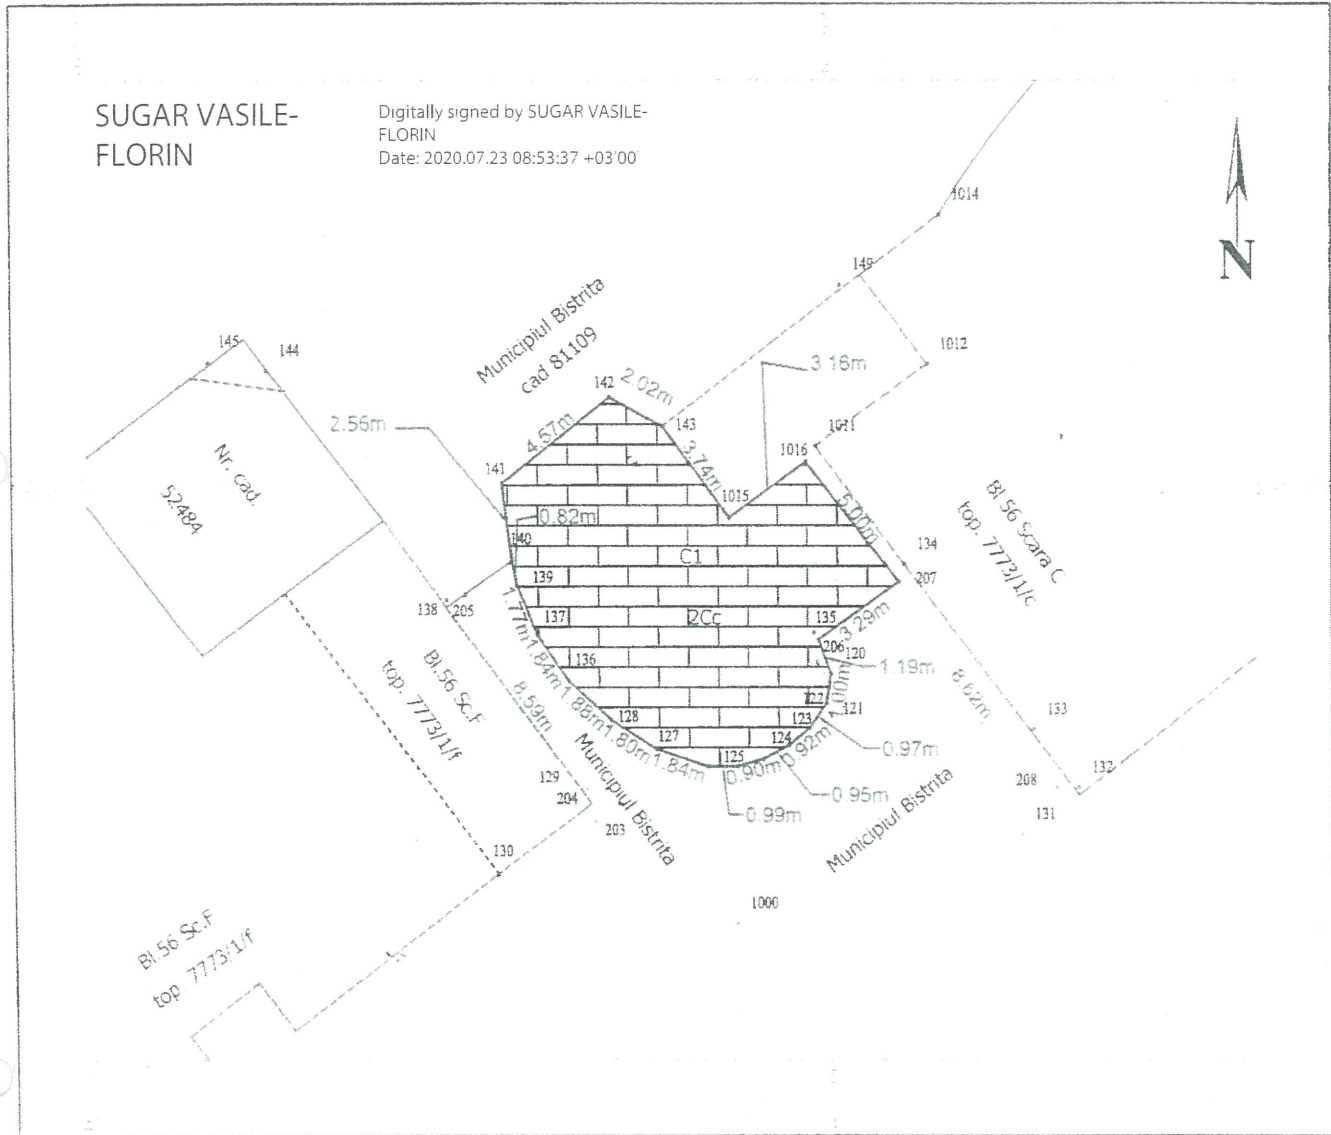 SUGAR VASILE-
FLORIN
Digitally signed by SUGAR VASILE-
FLORIN
Date: 2020.07.23 08:53:37 +03'00'
1014
N
149
Municipiul Bistrita
cad 81109
145
144
1012
3.16m
142
2.02m
143
2.56m
4.57m
1011
1016
3.74m
141
Nr. cad.
52484
1015
5.00m
Bl.56 Scara C
top. 7773/1/c
0.82m
140
134
C1
139
207
138
205
1.77m
137
2Cc
135
3.29m
206
120
1.84m
136
1.19m
Bl.56 Sc.F
top. 7773/1/f
8.59m
1.00m
8.62m
1.88m
122
121
128
123
133
1.80m
127
124
0.92m
0.97m
1.84m
125
0.90m
Municipiul Bistrita
129
204
0.95m
Municipiul Bistrita
208
132
0.99m
131
203
130
1000
Bl.56 Sc.F
top. 7773/1/f